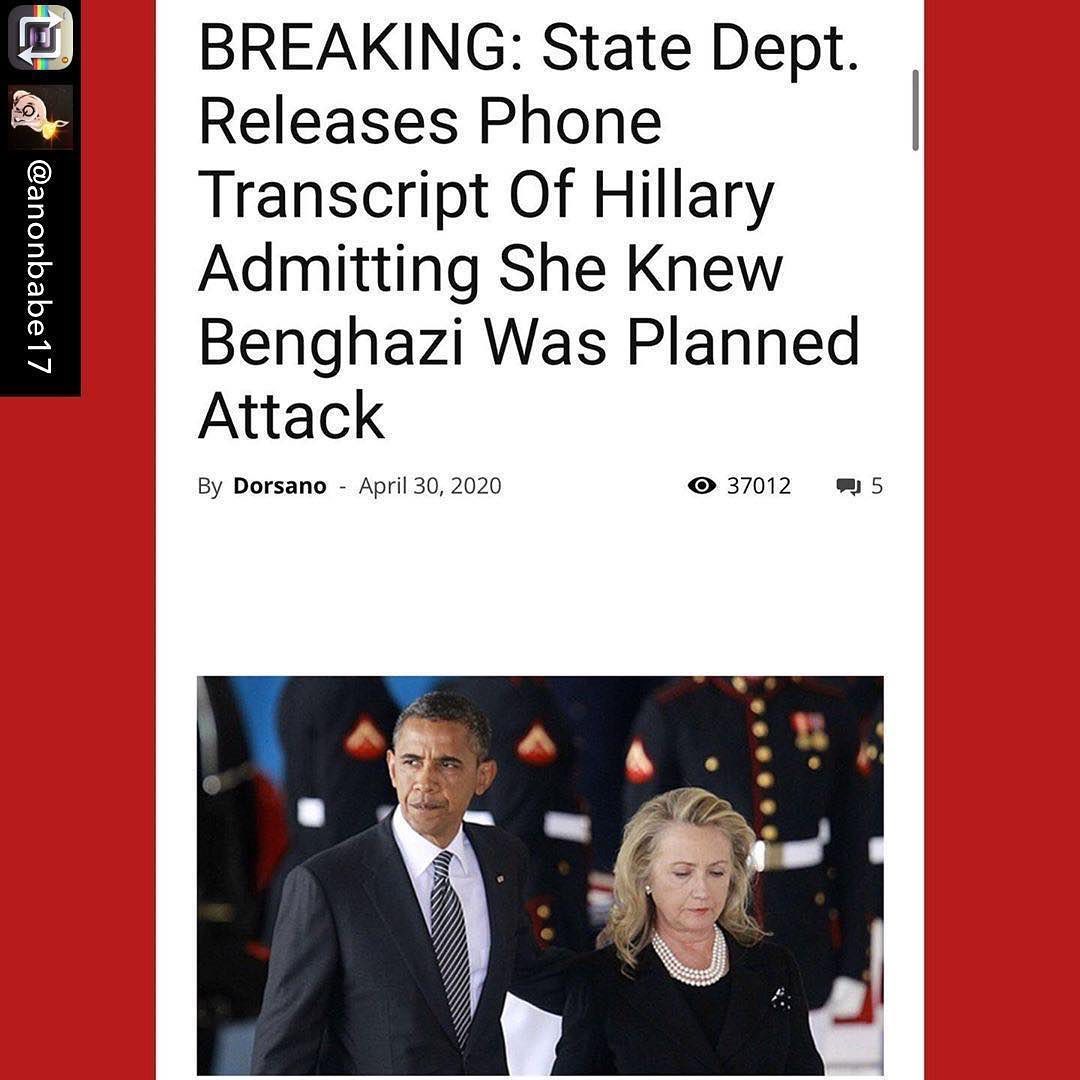 BREAKING: State Dept.
Releases Phone
Transcript Of Hillary
Admitting She Knew
Benghazi Was Planned
Attack
By Dorsano - April 30, 2020
37012
5
@anonbabe17